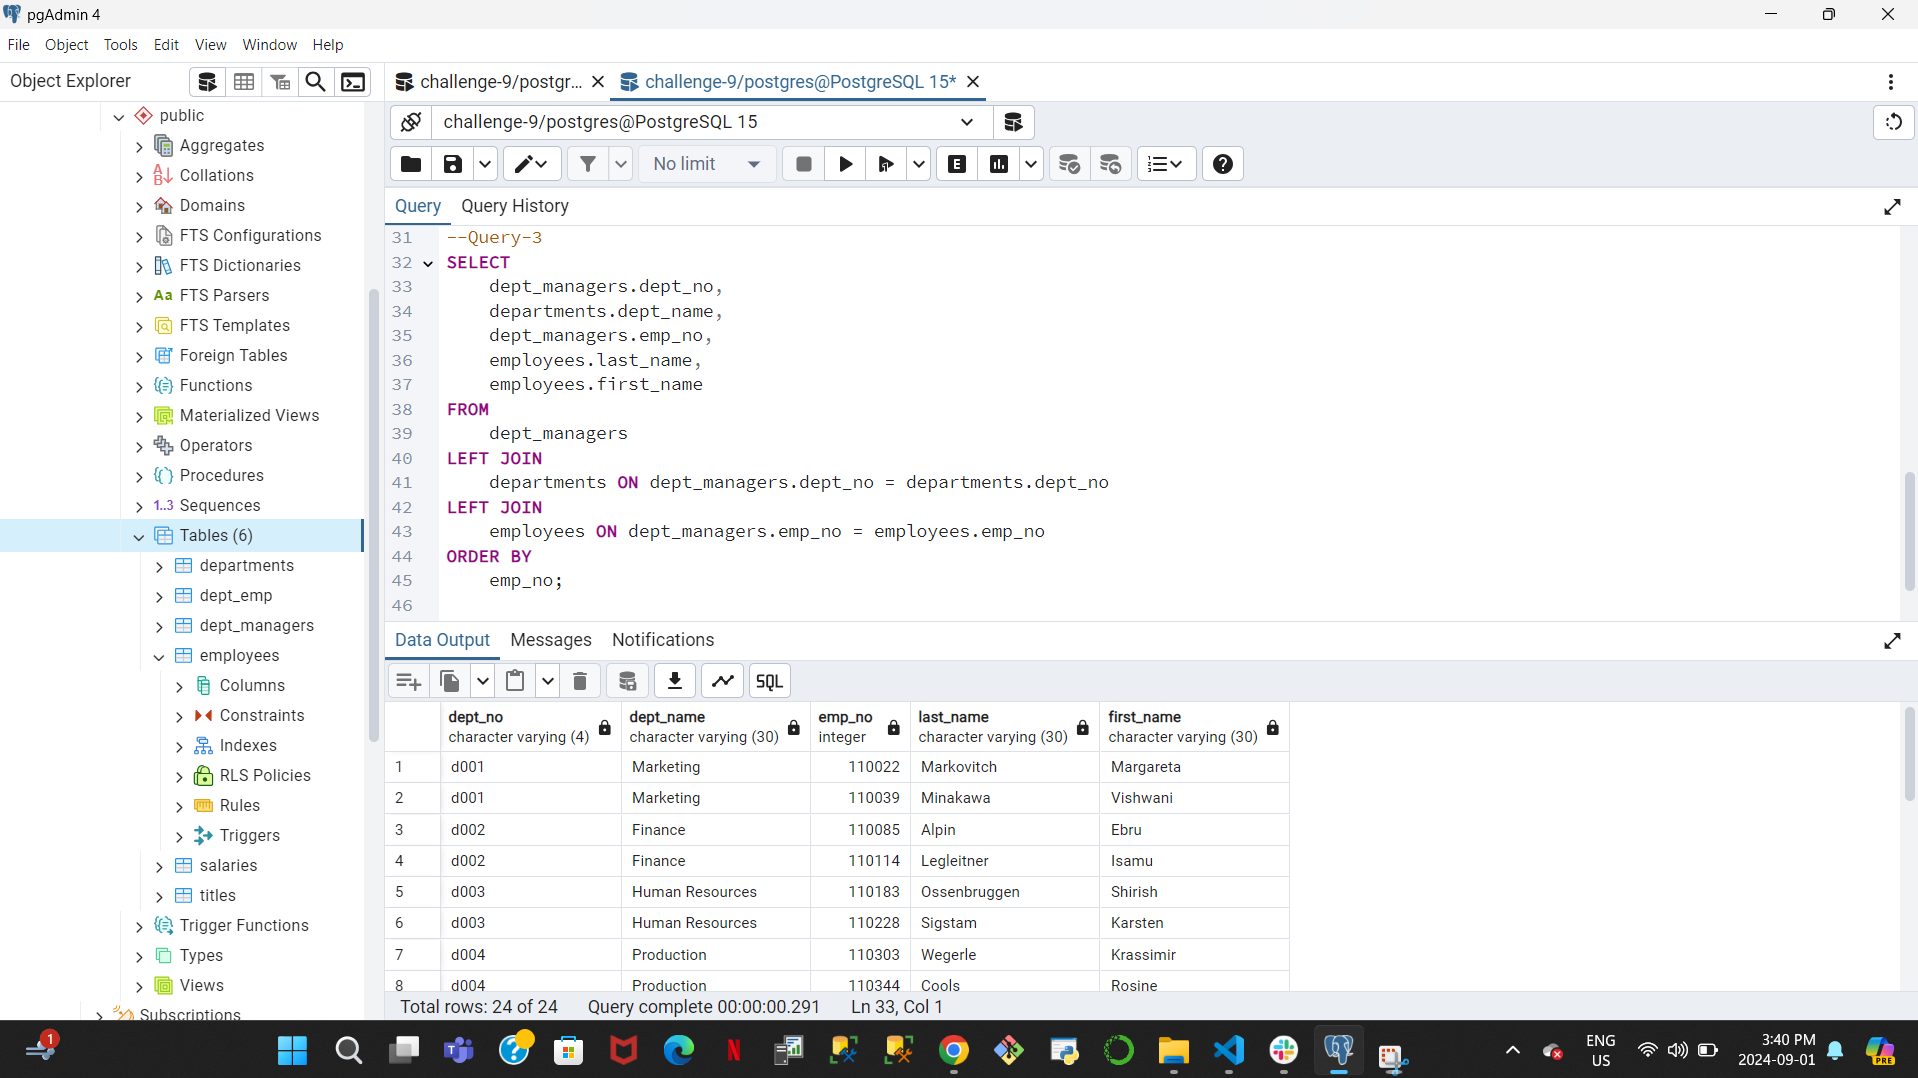 pgAdmin 4
File Object Tools Edit View Window Help
Object Explorer
public
Aggregates
Collations
Domains
FTS Configurations
FTS Dictionaries
Aa FTS Parsers
FTS Templates
Foreign Tables
Functions
Materialized Views
Operators
Procedures
1..3 Sequences
Tables (6)
departments
dept_emp
dept_managers
employees
Columns
Constraints
Indexes
RLS Policies
Rules
Triggers
salaries
titles
Trigger Functions
Types
Views
Subscriptions
challenge-9/postgr...
challenge-9/postgres@PostgreSQL 15*
challenge-9/postgres@PostgreSQL 15
No limit
E
Query Query History
31 --Query-3
32 SELECT
33 dept_managers.dept_no,
34 departments.dept_name,
35 dept_managers.emp_no,
36 employees.last_name,
37 employees.first_name
38 FROM
39 dept_managers
40 LEFT JOIN
41 departments ON dept_managers.dept_no = departments.dept_no
42 LEFT JOIN
43 employees ON dept_managers.emp_no = employees.emp_no
44 ORDER BY
45 emp_no;
46
Data Output Messages Notifications
SQL
dept_no dept_name emp_no last_name first_name
character varying (4) character varying (30) integer character varying (30) character varying (30)
1 d001 Marketing 110022 Markovitch Margareta
2 d001 Marketing 110039 Minakawa Vishwani
3 d002 Finance 110085 Alpin Ebru
4 d002 Finance 110114 Legleitner Isamu
5 d003 Human Resources 110183 Ossenbruggen Shirish
6 d003 Human Resources 110228 Sigstam Karsten
7 d004 Production 110303 Wegerle Krassimir
8 d004 Production 110344 Cools Rosine
Total rows: 24 of 24 Query complete 00:00:00.291 Ln 33, Col 1
1
ENG
US
3:40 PM
2024-09-01
PRE